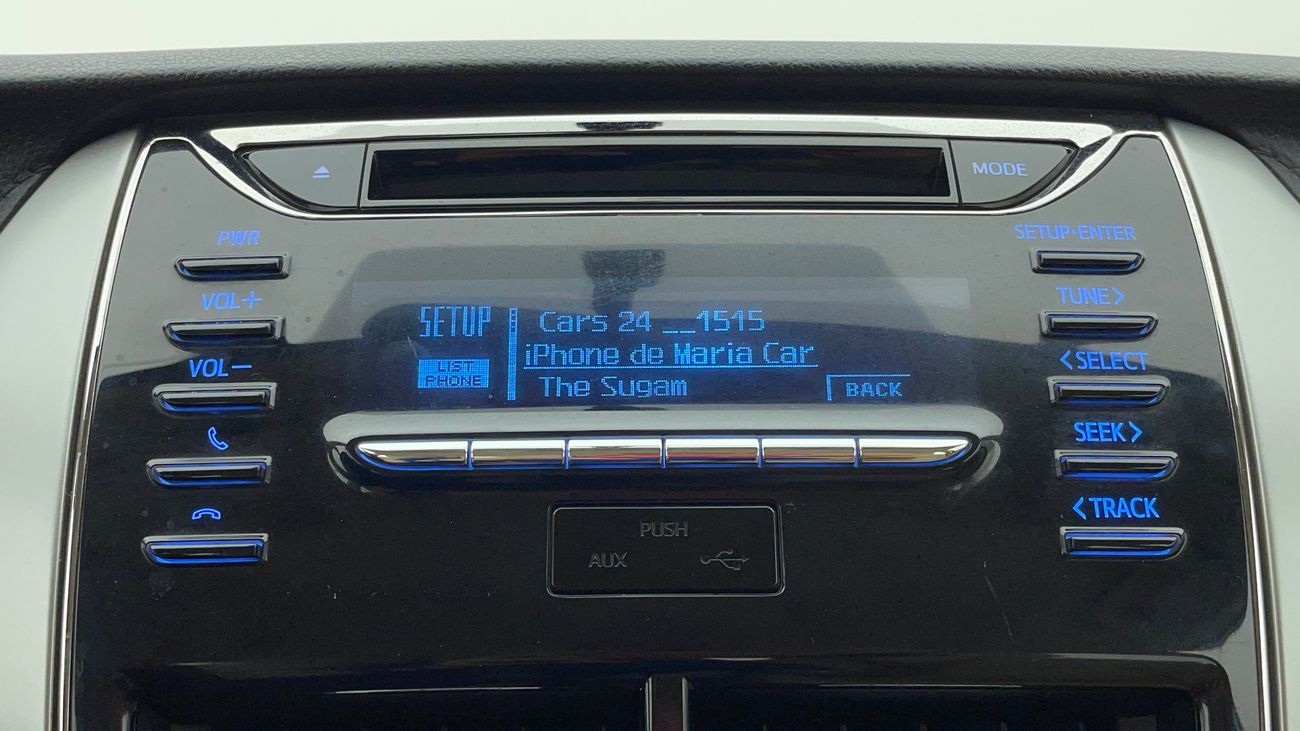 MODE
PWR
SETUP•ENTER
VOL+
TUNE>
SETUP
Cars 24 __1515
LIST
PHONE
iPhone de Maria Car
The Sugam
BACK
VOL-
<SELECT
SEEK>
<TRACK
PUSH
AUX